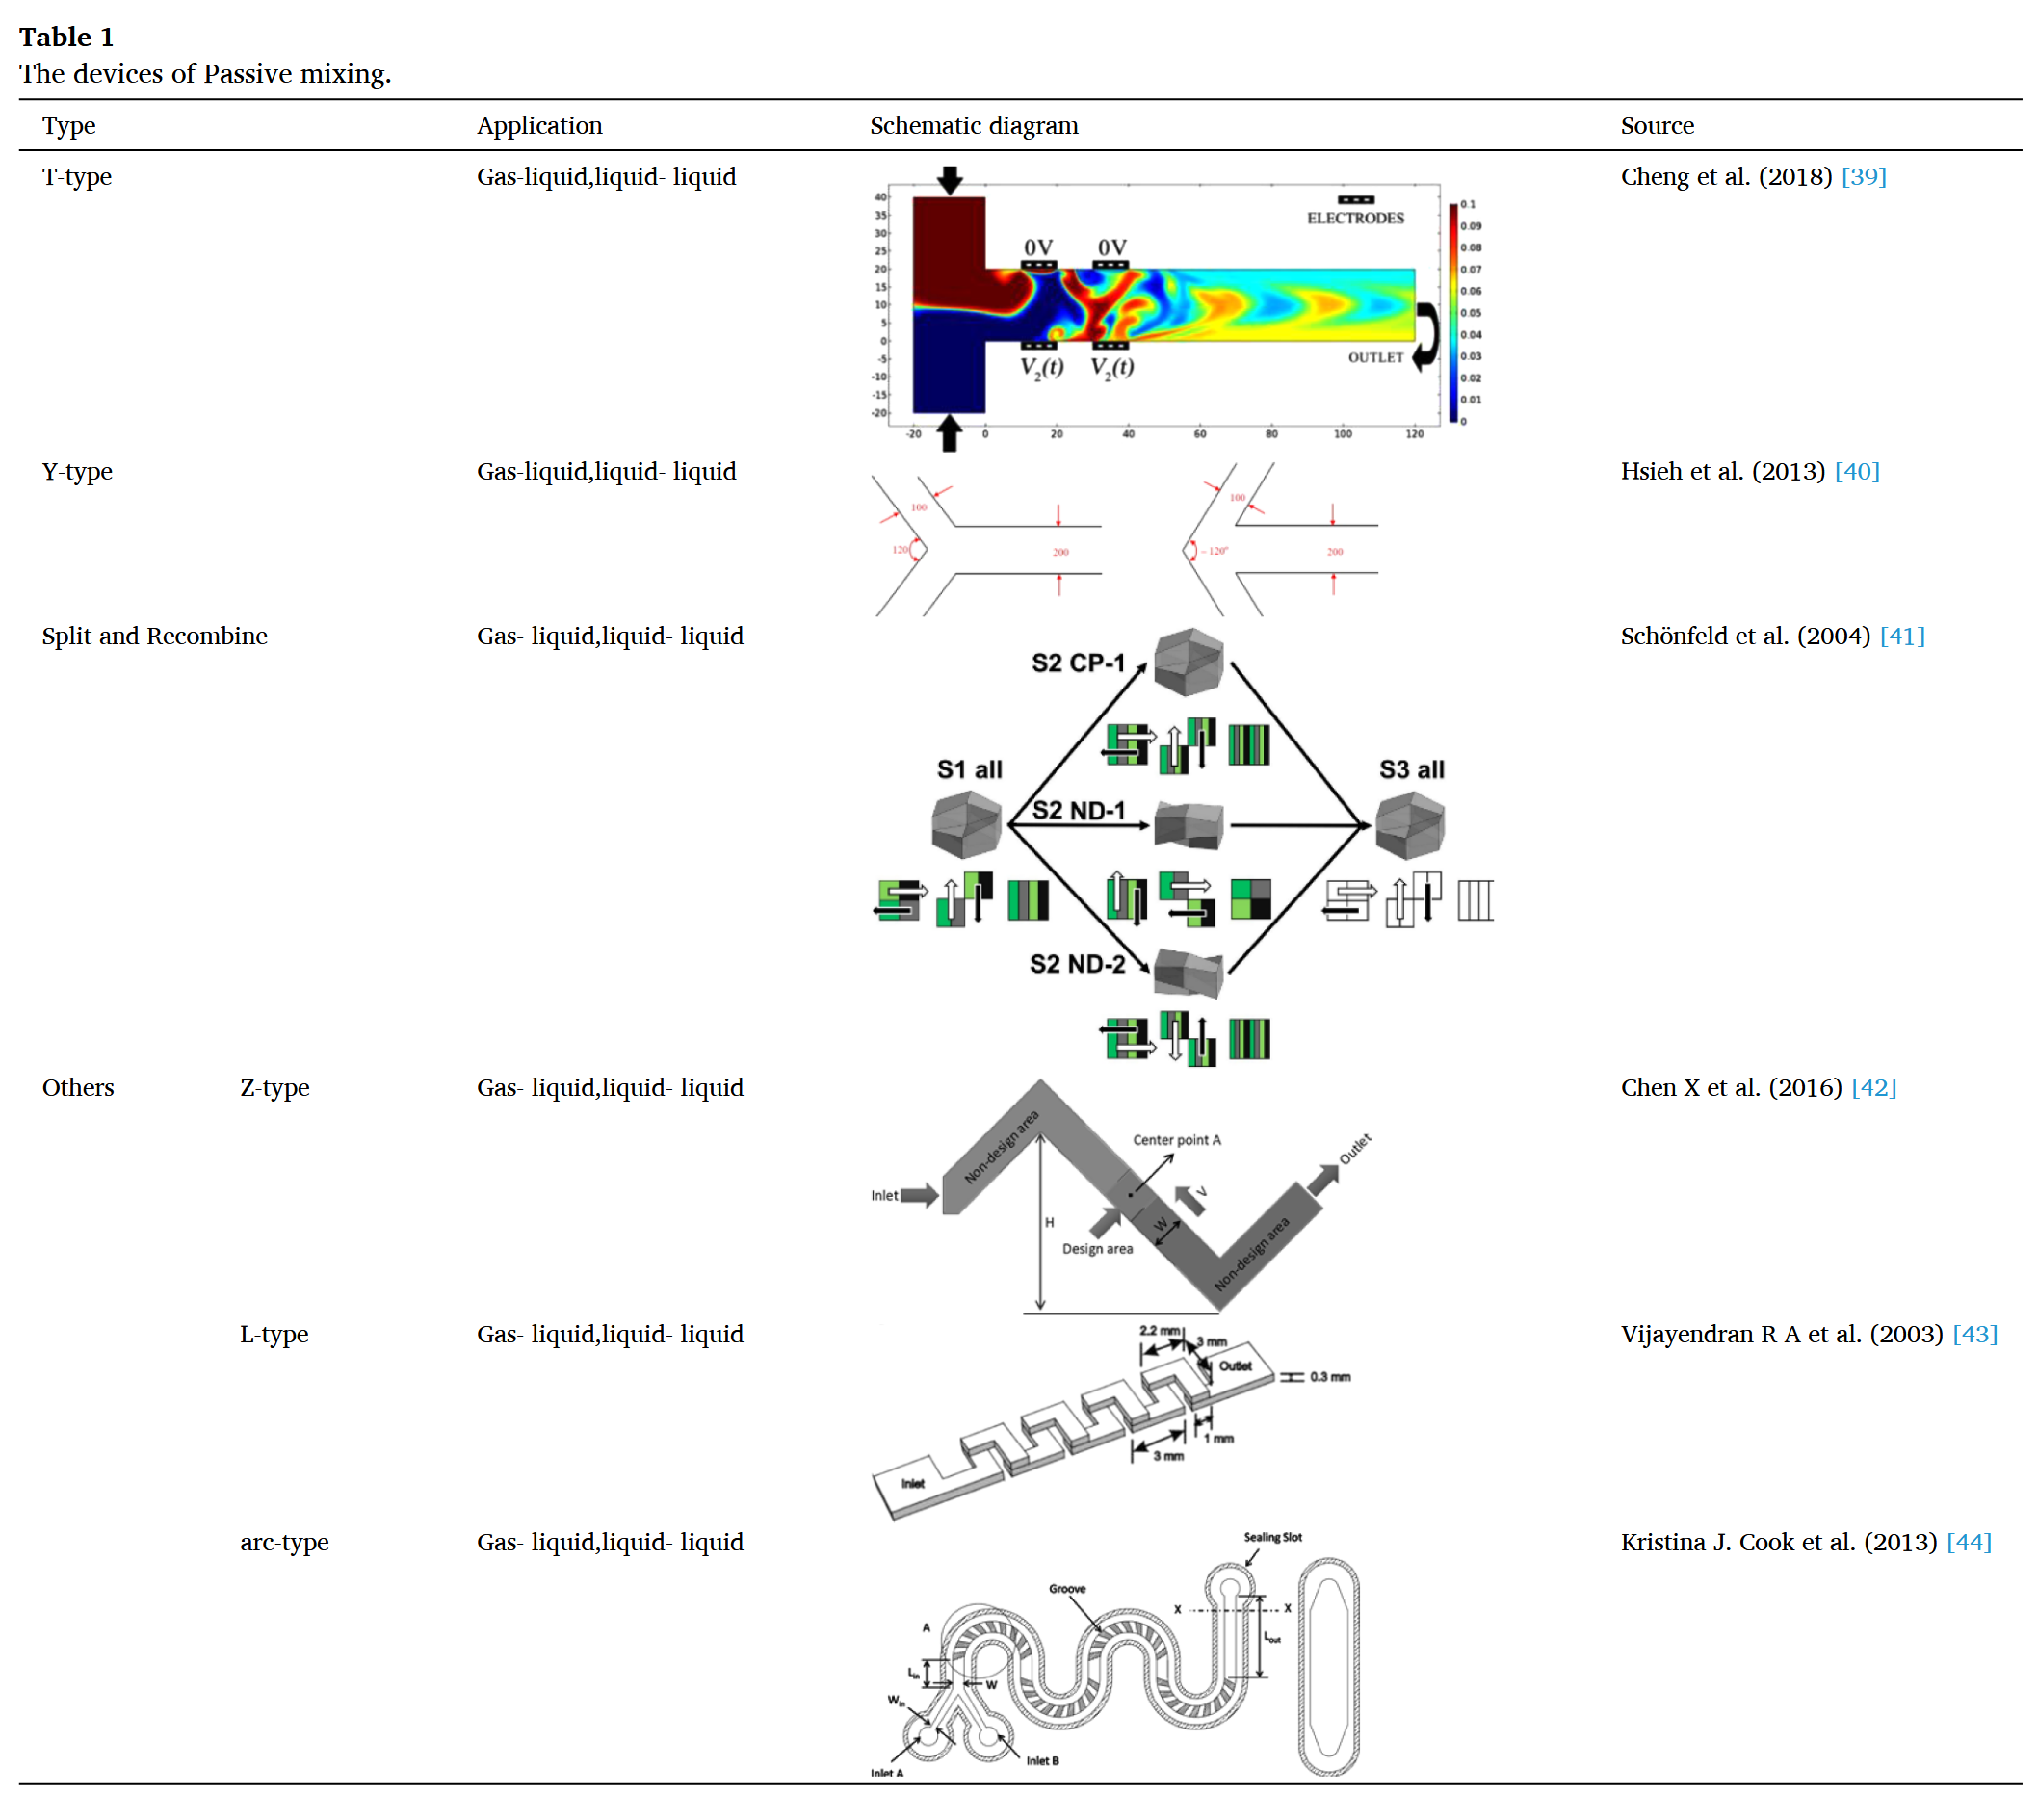 Table 1
The devices of Passive mixing.
Type Application Schematic diagram Source
T-type Gas-liquid,liquid- liquid Cheng et al. (2018) [39]
ELECTRODES
0V 0V
V2(t) V2(t)
OUTLET
40
35
30
25
20
15
10
5
0
-5
-10
-15
-20
-20 0 20 40 60 80 100 120
0.1
0.09
0.08
0.07
0.06
0.05
0.04
0.03
0.02
0.01
0
Y-type Gas-liquid,liquid- liquid Hsieh et al. (2013) [40]
100
120
200
100
~ 120°
200
Split and Recombine Gas- liquid,liquid- liquid Schönfeld et al. (2004) [41]
S2 CP-1
S1 all
S3 all
S2 ND-1
S2 ND-2
Others Z-type Gas- liquid,liquid- liquid Chen X et al. (2016) [42]
Non-design area
Center point A
Outlet
Inlet
V
H
W
Design area
Non-design area
L-type Gas- liquid,liquid- liquid Vijayendran R A et al. (2003) [43]
2.2 mm
3 mm
Outlet
0.3 mm
1 mm
3 mm
Inlet
arc-type Gas- liquid,liquid- liquid Kristina J. Cook et al. (2013) [44]
Sealing Slot
Groove
X X
A
Lout
Lin
W
Win
Inlet B
Inlet A